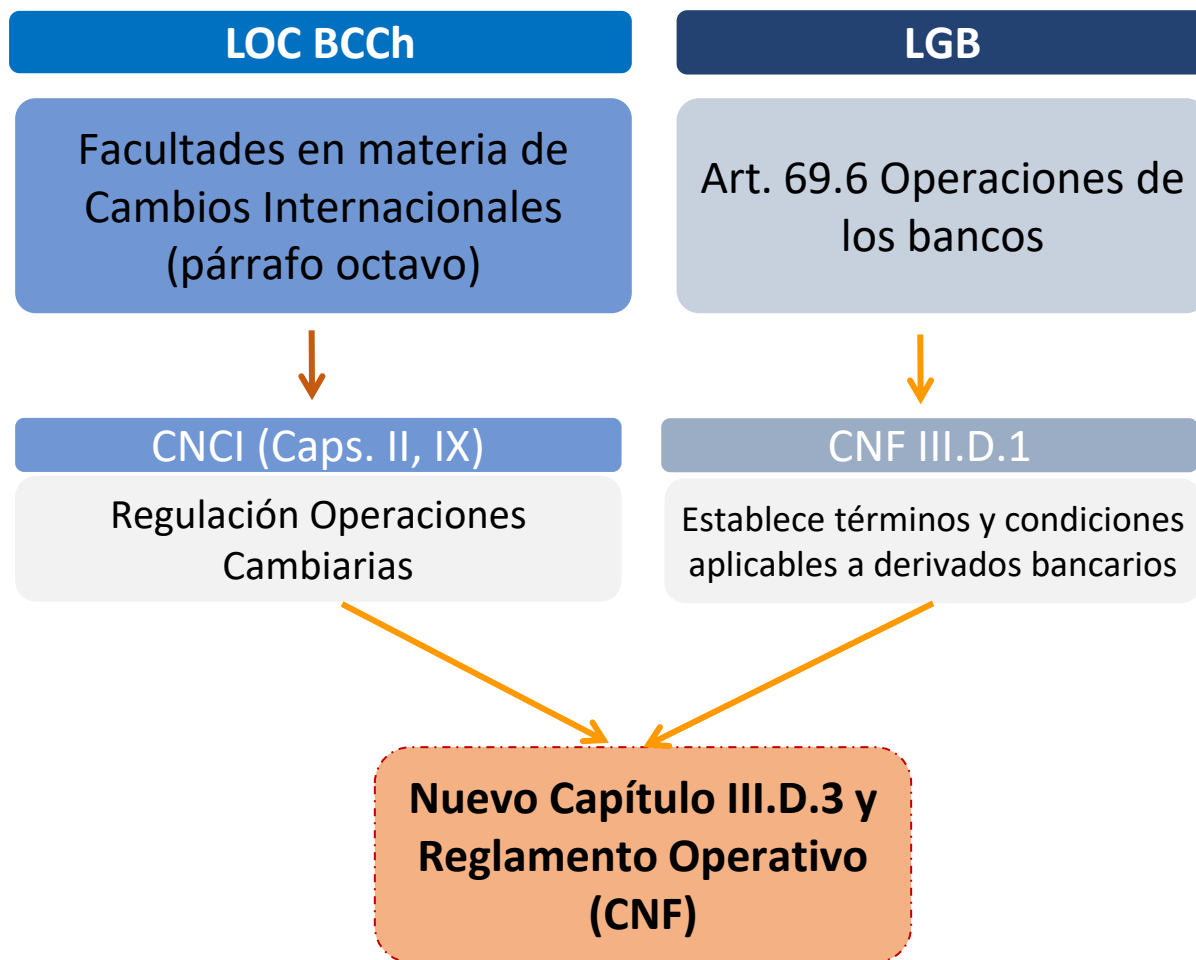 LOC BCCh
Facultades en materia de
Cambios Internacionales
(párrafo octavo)
CNCI (Caps. II, IX)
Regulación Operaciones
Cambiarias
LGB
Art. 69.6 Operaciones de
los bancos
CNF III.D.1
Establece términos y condiciones
aplicables a derivados bancarios
Nuevo Capítulo III.D.3 y
Reglamento Operativo
(CNF)